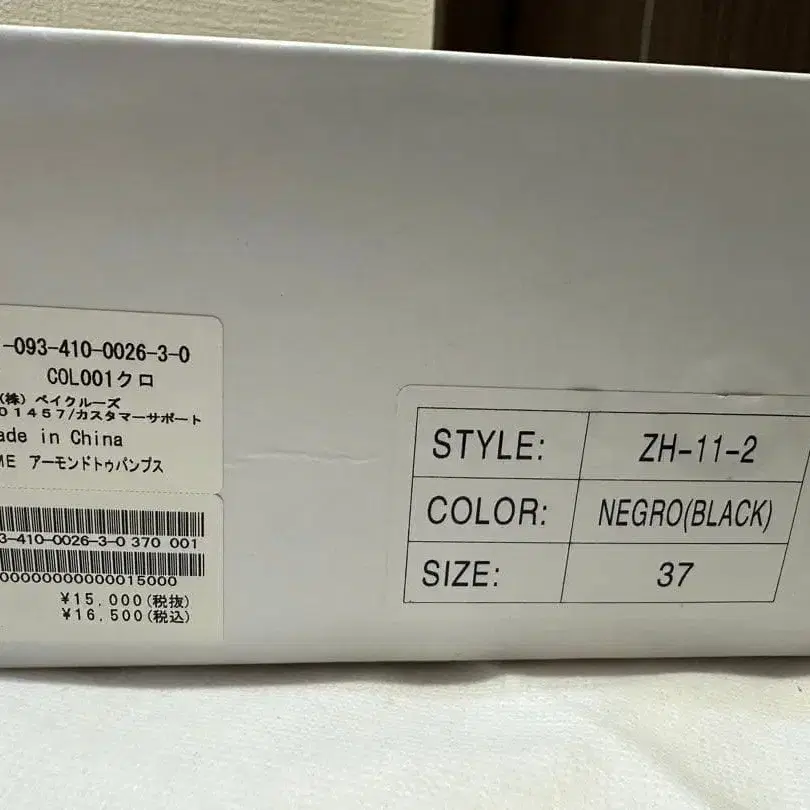 -093-410-0026-3-0
COL001クロ
(株) ベイクルーズ
01457/カスタマーサポート
ade in China
ME アーモンドトゥパンプス
3-410-0026-3-0 370 001
00000000000015000
¥15,000(税抜)
¥16,500(税込)
STYLE: ZH-11-2
COLOR: NEGRO(BLACK)
SIZE: 37